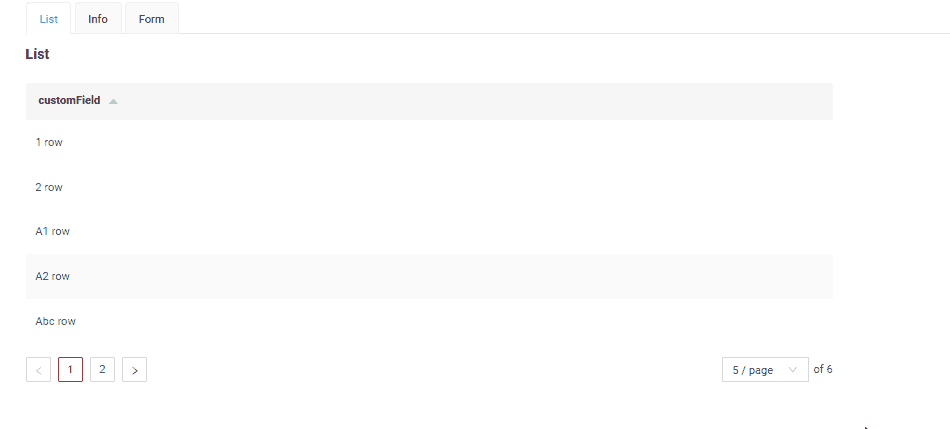 List Info Form
List
customField
1 row
2 row
A1 row
A2 row
Abc row
< 1 2 > 5 / page of 6